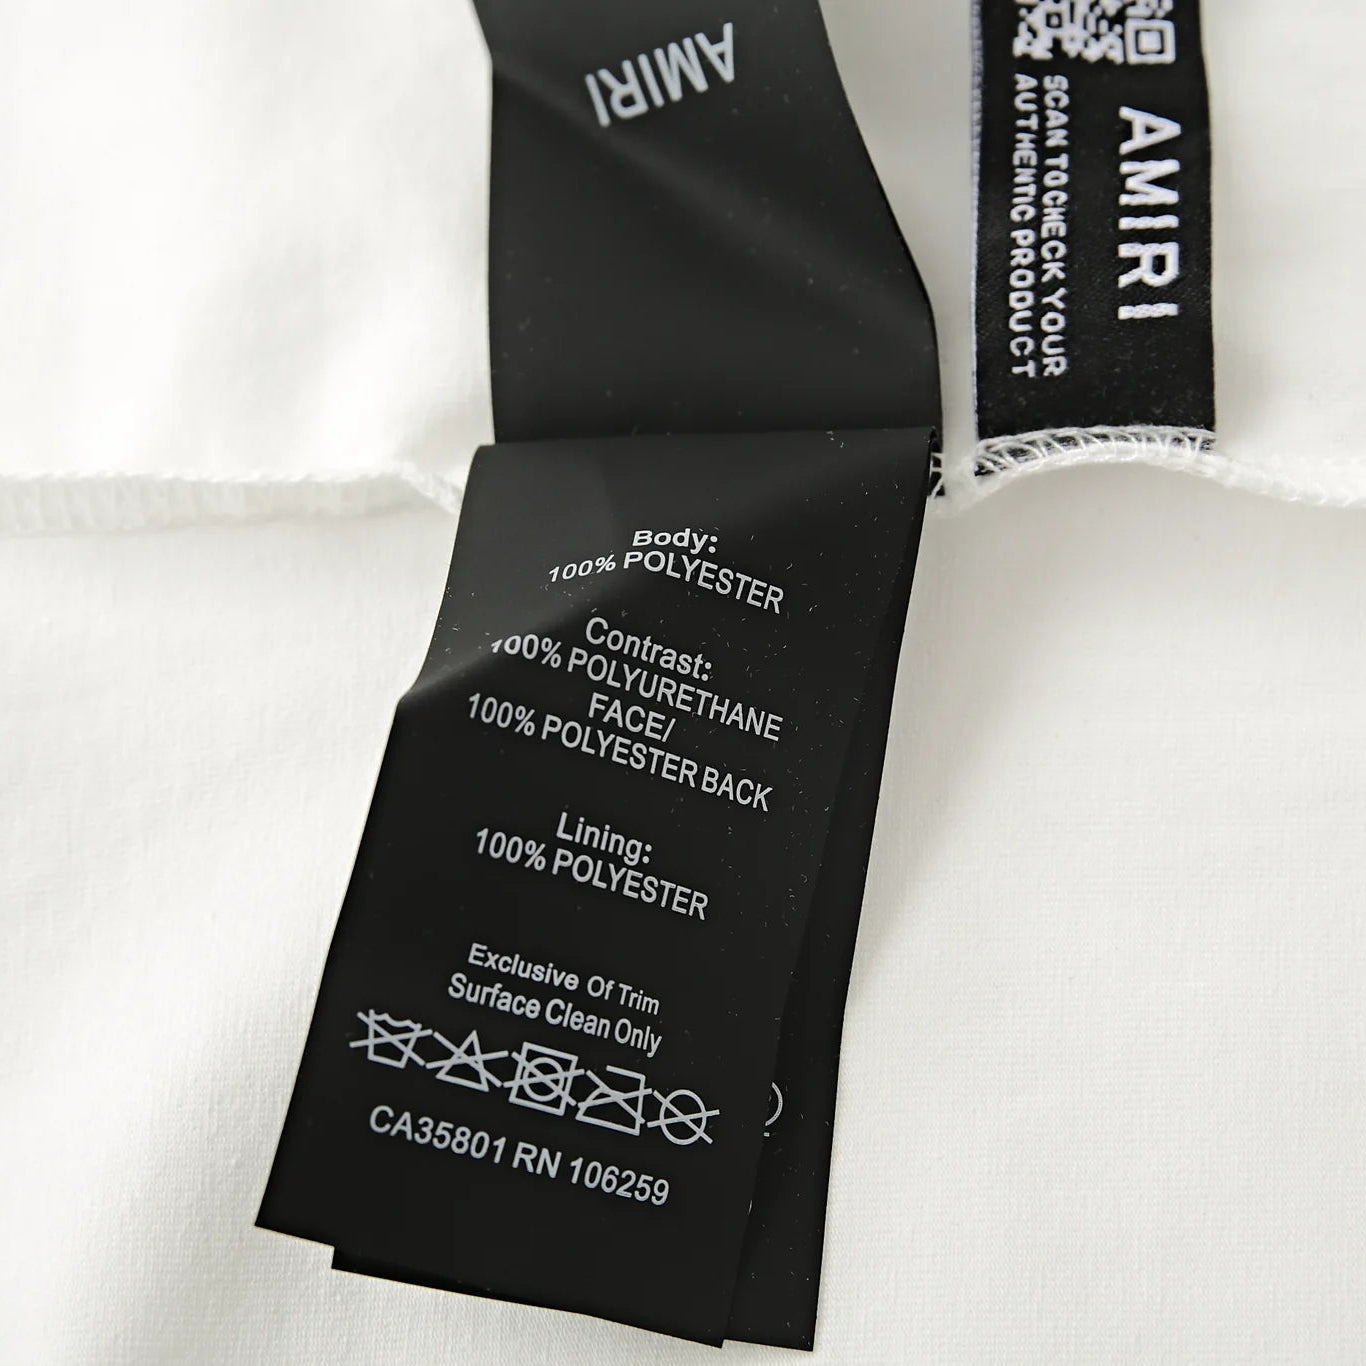 AMIRI
AMIRI
SCAN TO CHECK YOUR
AUTHENTIC PRODUCT
Body:
100% POLYESTER
Contrast:
100% POLYURETHANE
FACE/
100% POLYESTER BACK
Lining:
100% POLYESTER
Exclusive Of Trim
Surface Clean Only
CA35801 RN 106259